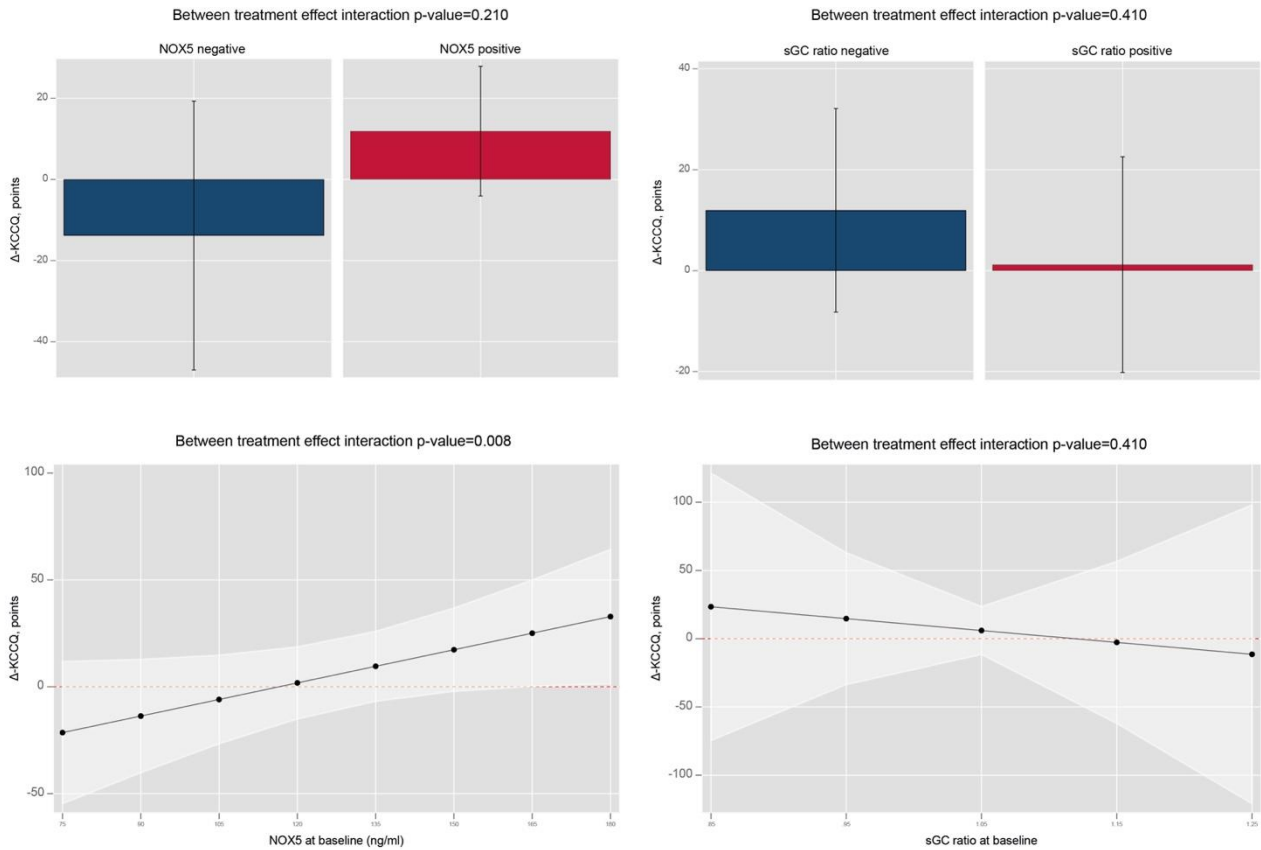 Between treatment effect interaction p-value=0.210
NOX5 negative
NOX5 positive
20
0
-20
-40
Δ-KCCQ, points
Between treatment effect interaction p-value=0.410
sGC ratio negative
sGC ratio positive
40
20
0
-20
Δ-KCCQ, points
Between treatment effect interaction p-value=0.008
100
50
0
-50
Δ-KCCQ, points
75
90
105
120
135
150
165
180
NOX5 at baseline (ng/ml)
Between treatment effect interaction p-value=0.410
100
50
0
-50
-100
Δ-KCCQ, points
.85
.95
1.05
1.15
1.25
sGC ratio at baseline